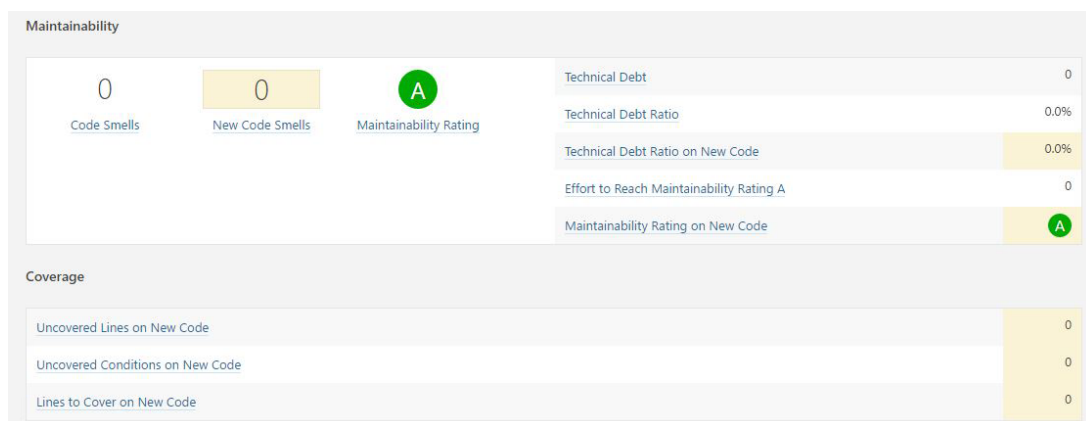 Maintainability
0
Code Smells
0
New Code Smells
A
Maintainability Rating
Technical Debt 0
Technical Debt Ratio 0.0%
Technical Debt Ratio on New Code 0.0%
Effort to Reach Maintainability Rating A 0
Maintainability Rating on New Code A
Coverage
Uncovered Lines on New Code 0
Uncovered Conditions on New Code 0
Lines to Cover on New Code 0